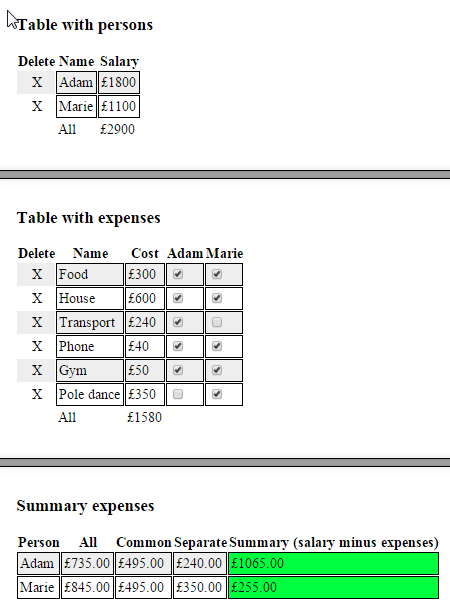 Table with persons
Delete Name Salary
X Adam £1800
X Marie £1100
All £2900
Table with expenses
Delete Name Cost Adam Marie
X Food £300
X House £600
X Transport £240
X Phone £40
X Gym £50
X Pole dance £350
All £1580
Summary expenses
Person All Common Separate Summary (salary minus expenses)
Adam £735.00 £495.00 £240.00 £1065.00
Marie £845.00 £495.00 £350.00 £255.00